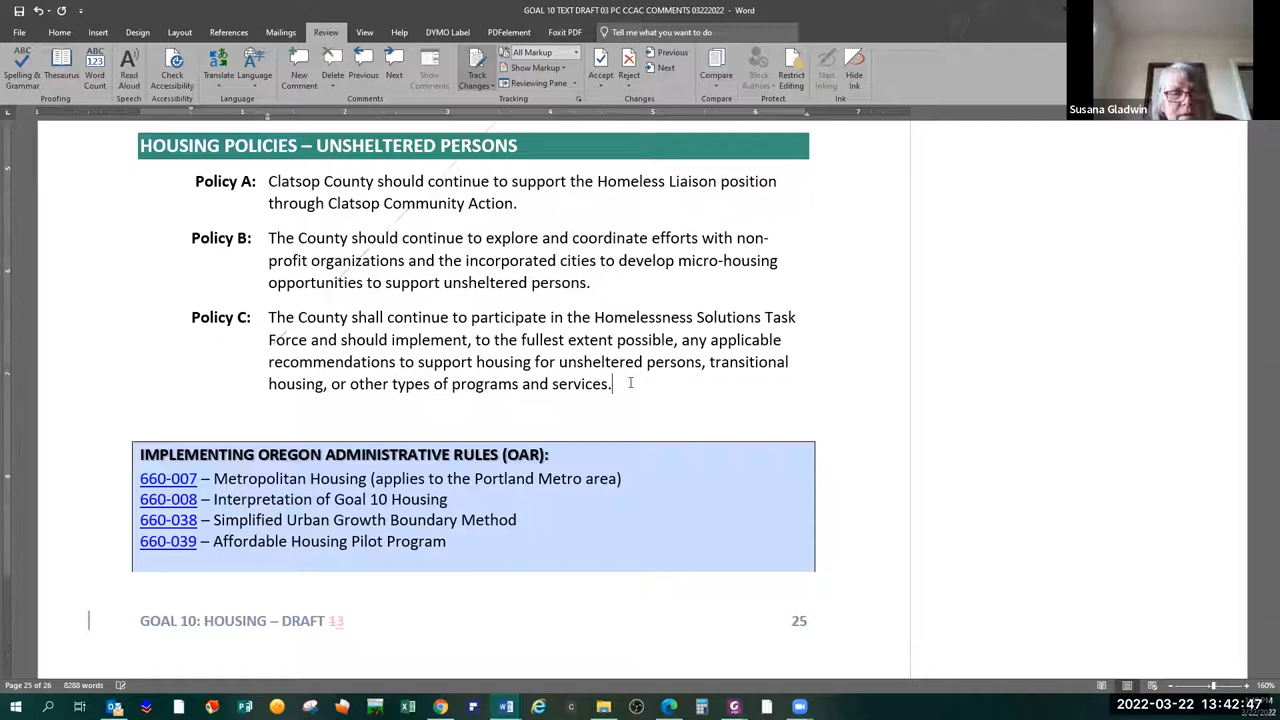 GOAL 10 TEXT DRAFT 03 PC CCAC COMMENTS 03222022 - Word
File Home Insert Draw Design Layout References Mailings Review View Help DYMO Label PDFelement Foxit PDF Tell me what you want to do
Spelling & Grammar
Thesaurus
Word Count
Read Aloud
Check Accessibility
Translate
Language
New Comment
Delete
Previous
Next
Show Comments
Track Changes
All Markup
Show Markup
Reviewing Pane
Accept
Reject
Previous
Next
Compare
Block Authors
Restrict Editing
Start Inking
Hide Ink
Proofing Speech Accessibility Language Comments Tracking Changes Compare Protect Ink
Susana Gladwin
HOUSING POLICIES – UNSHELTERED PERSONS
Policy A: Clatsop County should continue to support the Homeless Liaison position
through Clatsop Community Action.
Policy B: The County should continue to explore and coordinate efforts with non-
profit organizations and the incorporated cities to develop micro-housing
opportunities to support unsheltered persons.
Policy C: The County shall continue to participate in the Homelessness Solutions Task
Force and should implement, to the fullest extent possible, any applicable
recommendations to support housing for unsheltered persons, transitional
housing, or other types of programs and services.
IMPLEMENTING OREGON ADMINISTRATIVE RULES (OAR):
660-007 – Metropolitan Housing (applies to the Portland Metro area)
660-008 – Interpretation of Goal 10 Housing
660-038 – Simplified Urban Growth Boundary Method
660-039 – Affordable Housing Pilot Program
GOAL 10: HOUSING – DRAFT 13 25
Page 25 of 26 8288 words 160%
2022-03-22 13:42:47